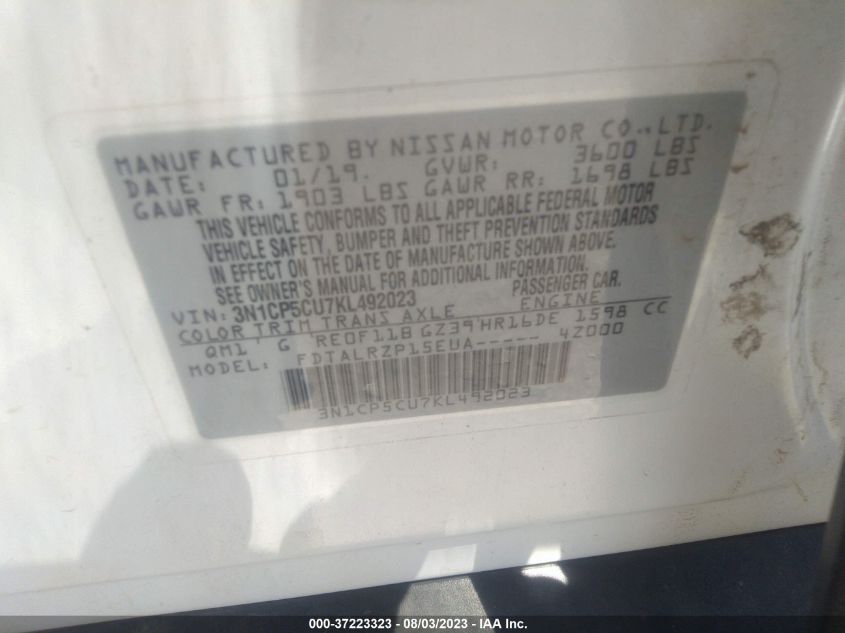 MANUFACTURED BY NISSAN MOTOR CO.,LTD.
DATE: 01/19. GVWR: 3600 LBS
GAWR FR: 1903 LBS GAWR RR: 1698 LBS
THIS VEHICLE CONFORMS TO ALL APPLICABLE FEDERAL MOTOR
VEHICLE SAFETY, BUMPER AND THEFT PREVENTION STANDARDS
IN EFFECT ON THE DATE OF MANUFACTURE SHOWN ABOVE.
SEE OWNER'S MANUAL FOR ADDITIONAL INFORMATION.
VIN: 3N1CP5CU7KL492023 PASSENGER CAR.
COLOR TRIM TRANS AXLE ENGINE
QM1 G RE0F11B GZ39 HR16DE 1598 CC
MODEL: FDTALRZP15EUA----- 4Z000
3N1CP5CU7KL492023
000-37223323 - 08/03/2023 - IAA Inc.